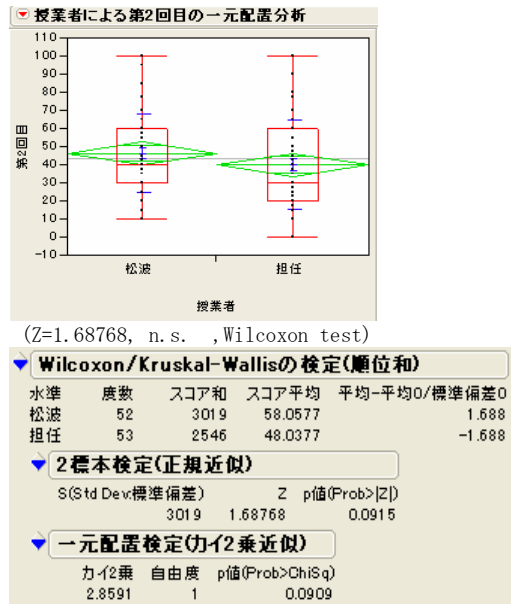 授業者による第2回目の一元配置分析
110
100
90
80
70
60
50
40
30
20
10
0
-10
第2回目
松波 担任
授業者
(Z=1.68768, n.s. ,Wilcoxon test)
Wilcoxon/Kruskal-Wallisの検定(順位和)
水準 度数 スコア和 スコア平均 平均-平均0/標準偏差0
松波 52 3019 58.0577 1.688
担任 53 2546 48.0377 -1.688
2標本検定(正規近似)
S(Std Dev:標準偏差) Z p値(Prob>|Z|)
3019 1.68768 0.0915
一元配置検定(カイ2乗近似)
カイ2乗 自由度 p値(Prob>ChiSq)
2.8591 1 0.0909